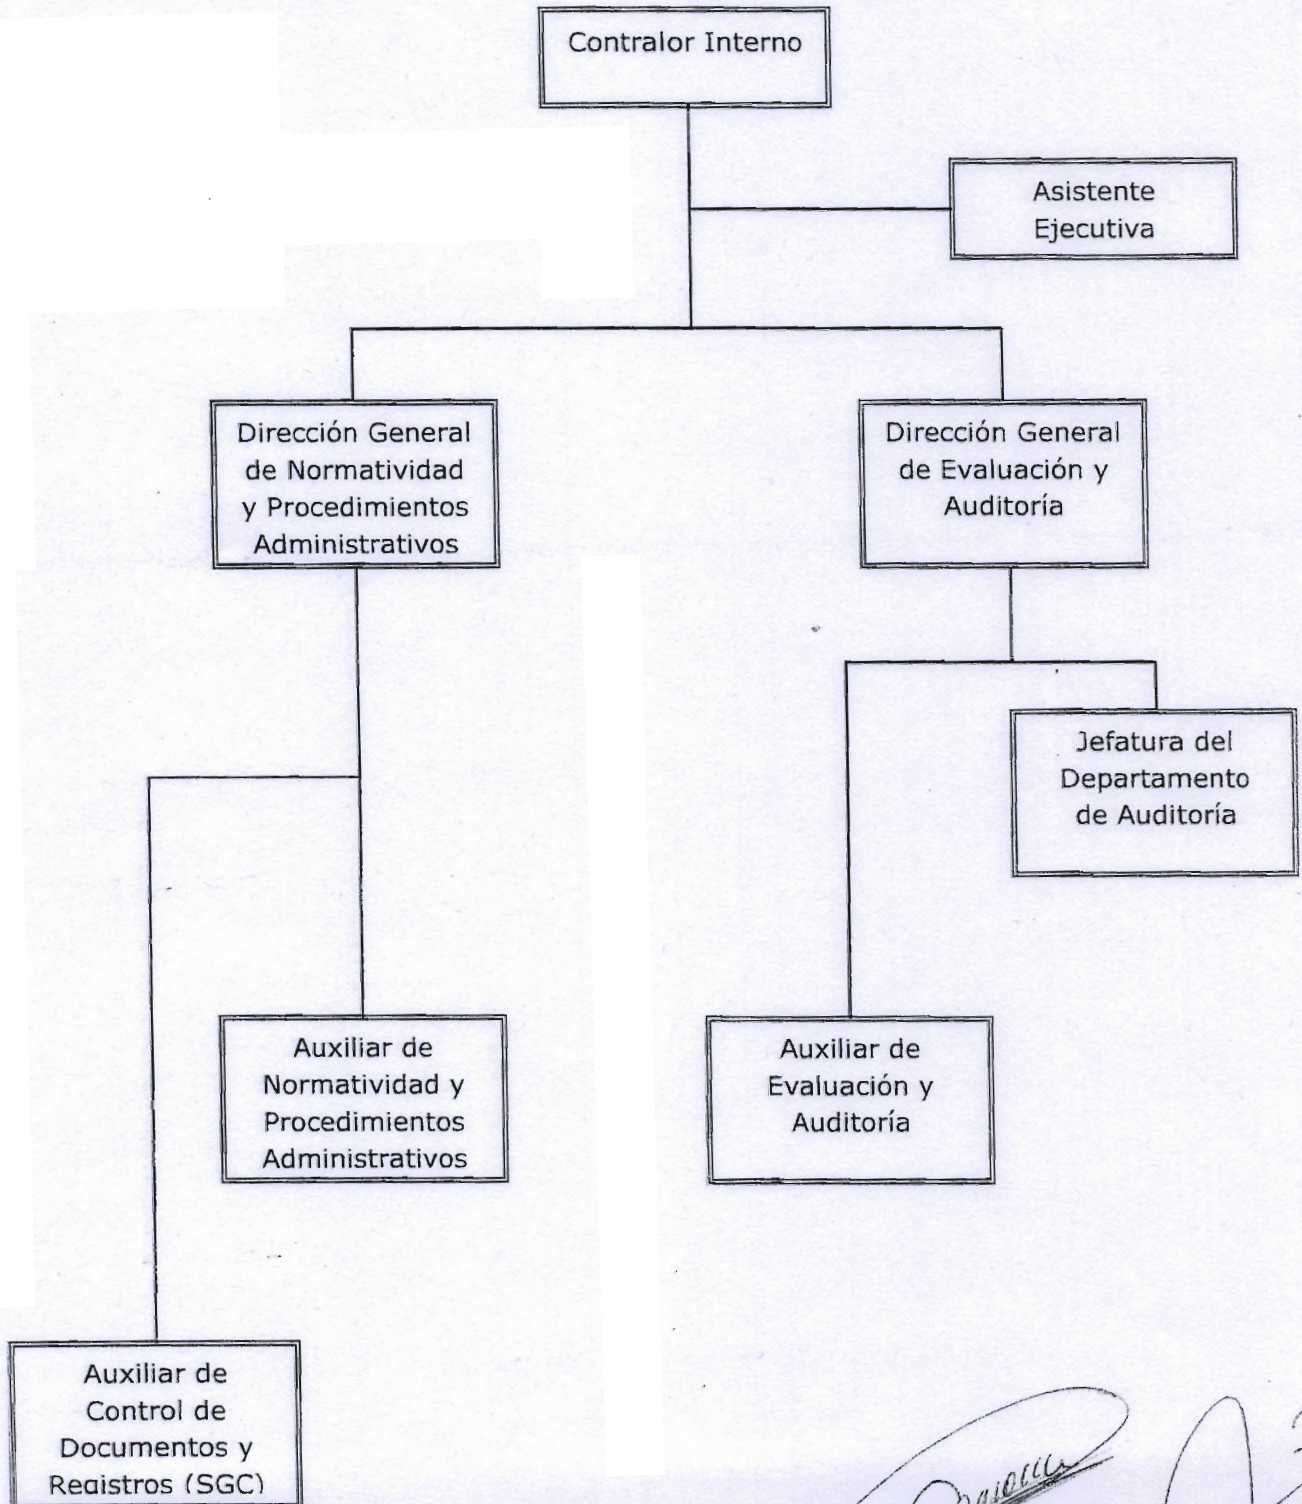 Contralor Interno
Asistente
Ejecutiva
Dirección General
de Normatividad
y Procedimientos
Administrativos
Dirección General
de Evaluación y
Auditoría
Jefatura del
Departamento
de Auditoría
Auxiliar de
Normatividad y
Procedimientos
Administrativos
Auxiliar de
Evaluación y
Auditoría
Auxiliar de
Control de
Documentos y
Registros (SGC)